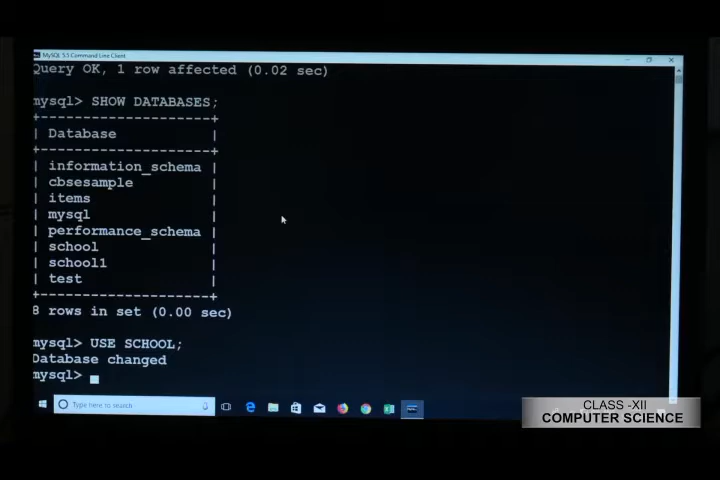 MySQL 5.5 Command Line Client
Query OK, 1 row affected (0.02 sec)
mysql> SHOW DATABASES;
+--------------------+
| Database           |
+--------------------+
| information_schema |
| cbsesample         |
| items              |
| mysql              |
| performance_schema |
| school             |
| school1            |
| test               |
+--------------------+
8 rows in set (0.00 sec)
mysql> USE SCHOOL;
Database changed
mysql>
Type here to search
CLASS -XII
COMPUTER SCIENCE